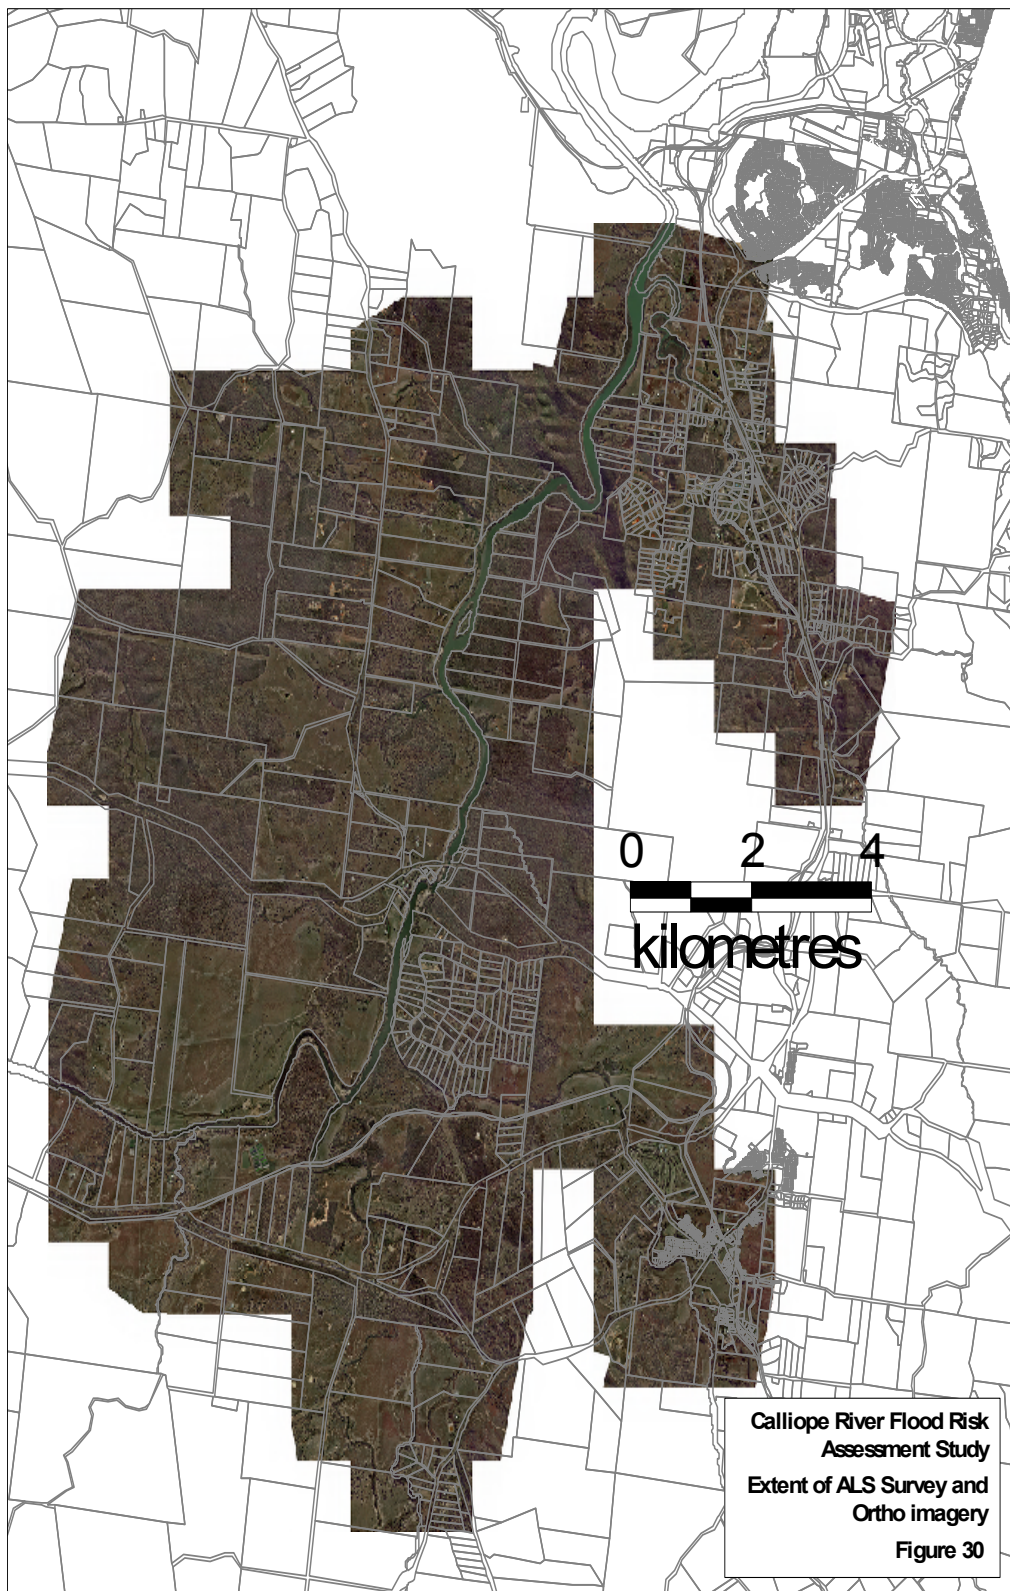 0 2 4
kilometres
Calliope River Flood Risk
Assessment Study
Extent of ALS Survey and
Ortho imagery
Figure 30